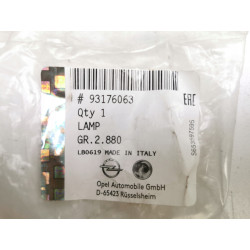 # 93176063
Qty 1
LAMP
GR.2.880
LB0619 MADE IN ITALY
Opel Automobile GmbH
D-65423 Rüsselsheim
EAC